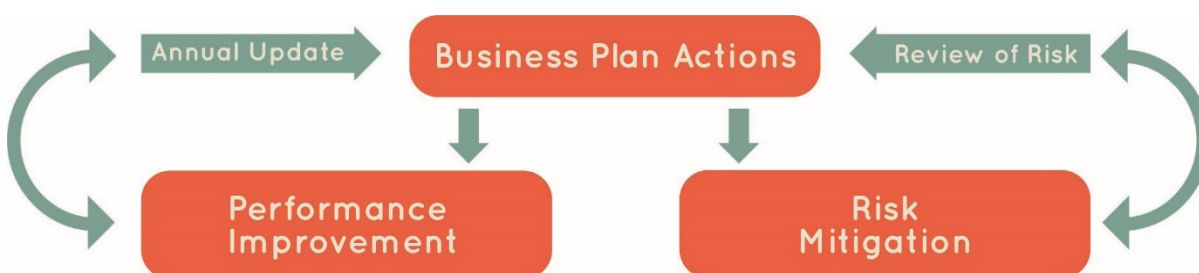 Annual Update
Business Plan Actions
Review of Risk
Performance
Improvement
Risk
Mitigation